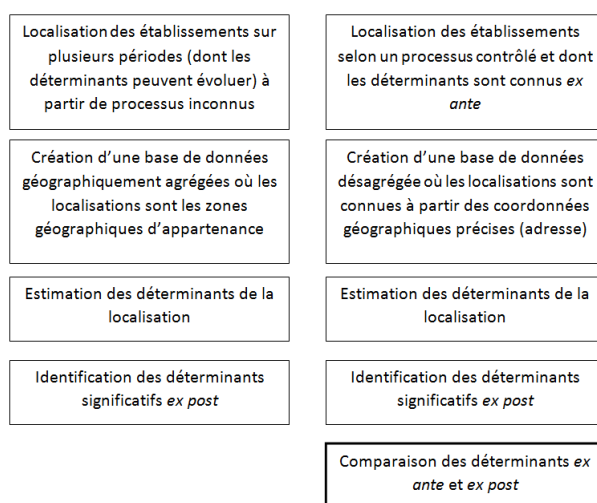 Localisation des établissements sur
plusieurs périodes (dont les
déterminants peuvent évoluer) à
partir de processus inconnus
Localisation des établissements
selon un processus contrôlé et dont
les déterminants sont connus ex
ante
Création d’une base de données
géographiquement agrégées où les
localisations sont les zones
géographiques d’appartenance
Création d’une base de données
désagrégée où les localisations sont
connues à partir des coordonnées
géographiques précises (adresse)
Estimation des déterminants de la
localisation
Estimation des déterminants de la
localisation
Identification des déterminants
significatifs ex post
Identification des déterminants
significatifs ex post
Comparaison des déterminants ex
ante et ex post